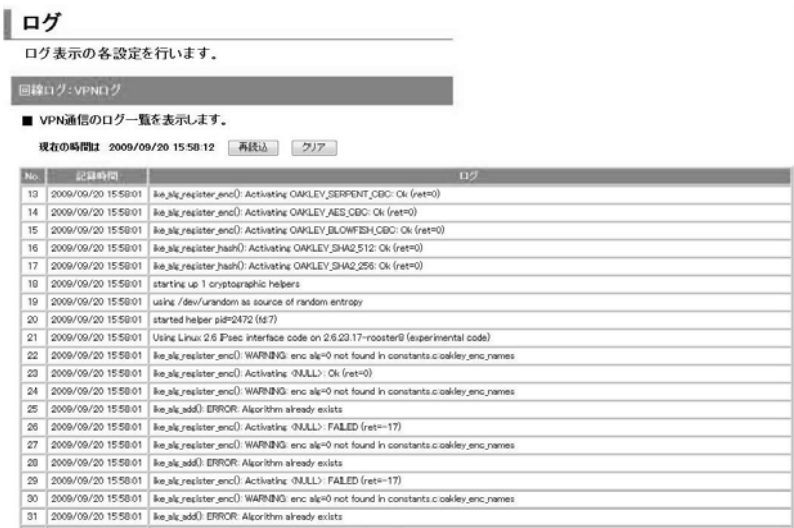 ログ
ログ表示の各設定を行います。
回線ログ:VPNログ
■ VPN通信のログ一覧を表示します。
現在の時間は 2009/09/20 15:58:12 再読込 クリア
No. 記録時間 ログ
13 2009/09/20 15:58:01 ike_alg_register_enc(): Activating OAKLEY_SERPENT_CBC: Ok (ret=0)
14 2009/09/20 15:58:01 ike_alg_register_enc(): Activating OAKLEY_AES_CBC: Ok (ret=0)
15 2009/09/20 15:58:01 ike_alg_register_enc(): Activating OAKLEY_BLOWFISH_CBC: Ok (ret=0)
16 2009/09/20 15:58:01 ike_alg_register_hash(): Activating OAKLEY_SHA2_512: Ok (ret=0)
17 2009/09/20 15:58:01 ike_alg_register_hash(): Activating OAKLEY_SHA2_256: Ok (ret=0)
18 2009/09/20 15:58:01 starting up 1 cryptographic helpers
19 2009/09/20 15:58:01 using /dev/urandom as source of random entropy
20 2009/09/20 15:58:01 started helper pid=2472 (fd:7)
21 2009/09/20 15:58:01 Using Linux 2.6 IPsec interface code on 2.6.23.17-rooster8 (experimental code)
22 2009/09/20 15:58:01 ike_alg_register_enc(): WARNING: enc alg=0 not found in constants.c:oakley_enc_names
23 2009/09/20 15:58:01 ike_alg_register_enc(): Activating <NULL>: Ok (ret=0)
24 2009/09/20 15:58:01 ike_alg_register_enc(): WARNING: enc alg=0 not found in constants.c:oakley_enc_names
25 2009/09/20 15:58:01 ike_alg_add(): ERROR: Algorithm already exists
26 2009/09/20 15:58:01 ike_alg_register_enc(): Activating <NULL>: FAILED (ret=-17)
27 2009/09/20 15:58:01 ike_alg_register_enc(): WARNING: enc alg=0 not found in constants.c:oakley_enc_names
28 2009/09/20 15:58:01 ike_alg_add(): ERROR: Algorithm already exists
29 2009/09/20 15:58:01 ike_alg_register_enc(): Activating <NULL>: FAILED (ret=-17)
30 2009/09/20 15:58:01 ike_alg_register_enc(): WARNING: enc alg=0 not found in constants.c:oakley_enc_names
31 2009/09/20 15:58:01 ike_alg_add(): ERROR: Algorithm already exists